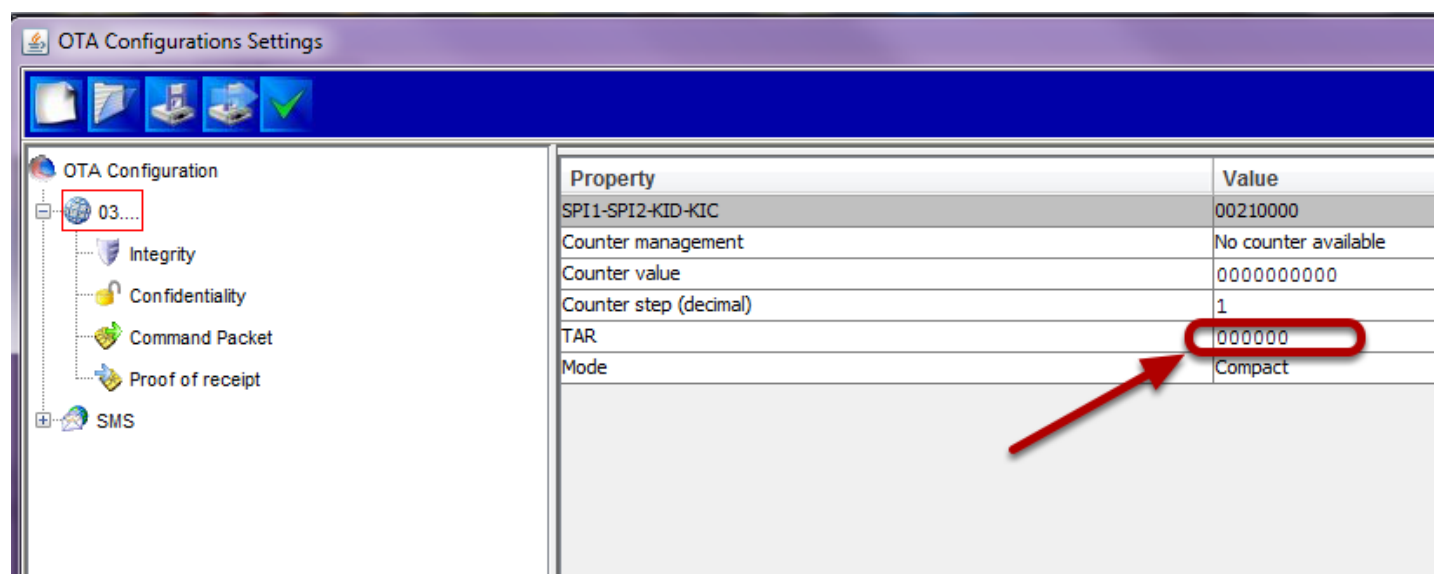 OTA Configurations Settings
OTA Configuration
03....
Integrity
Confidentiality
Command Packet
Proof of receipt
SMS
Property Value
SPI1-SPI2-KID-KIC 00210000
Counter management No counter available
Counter value 0000000000
Counter step (decimal) 1
TAR 000000
Mode Compact